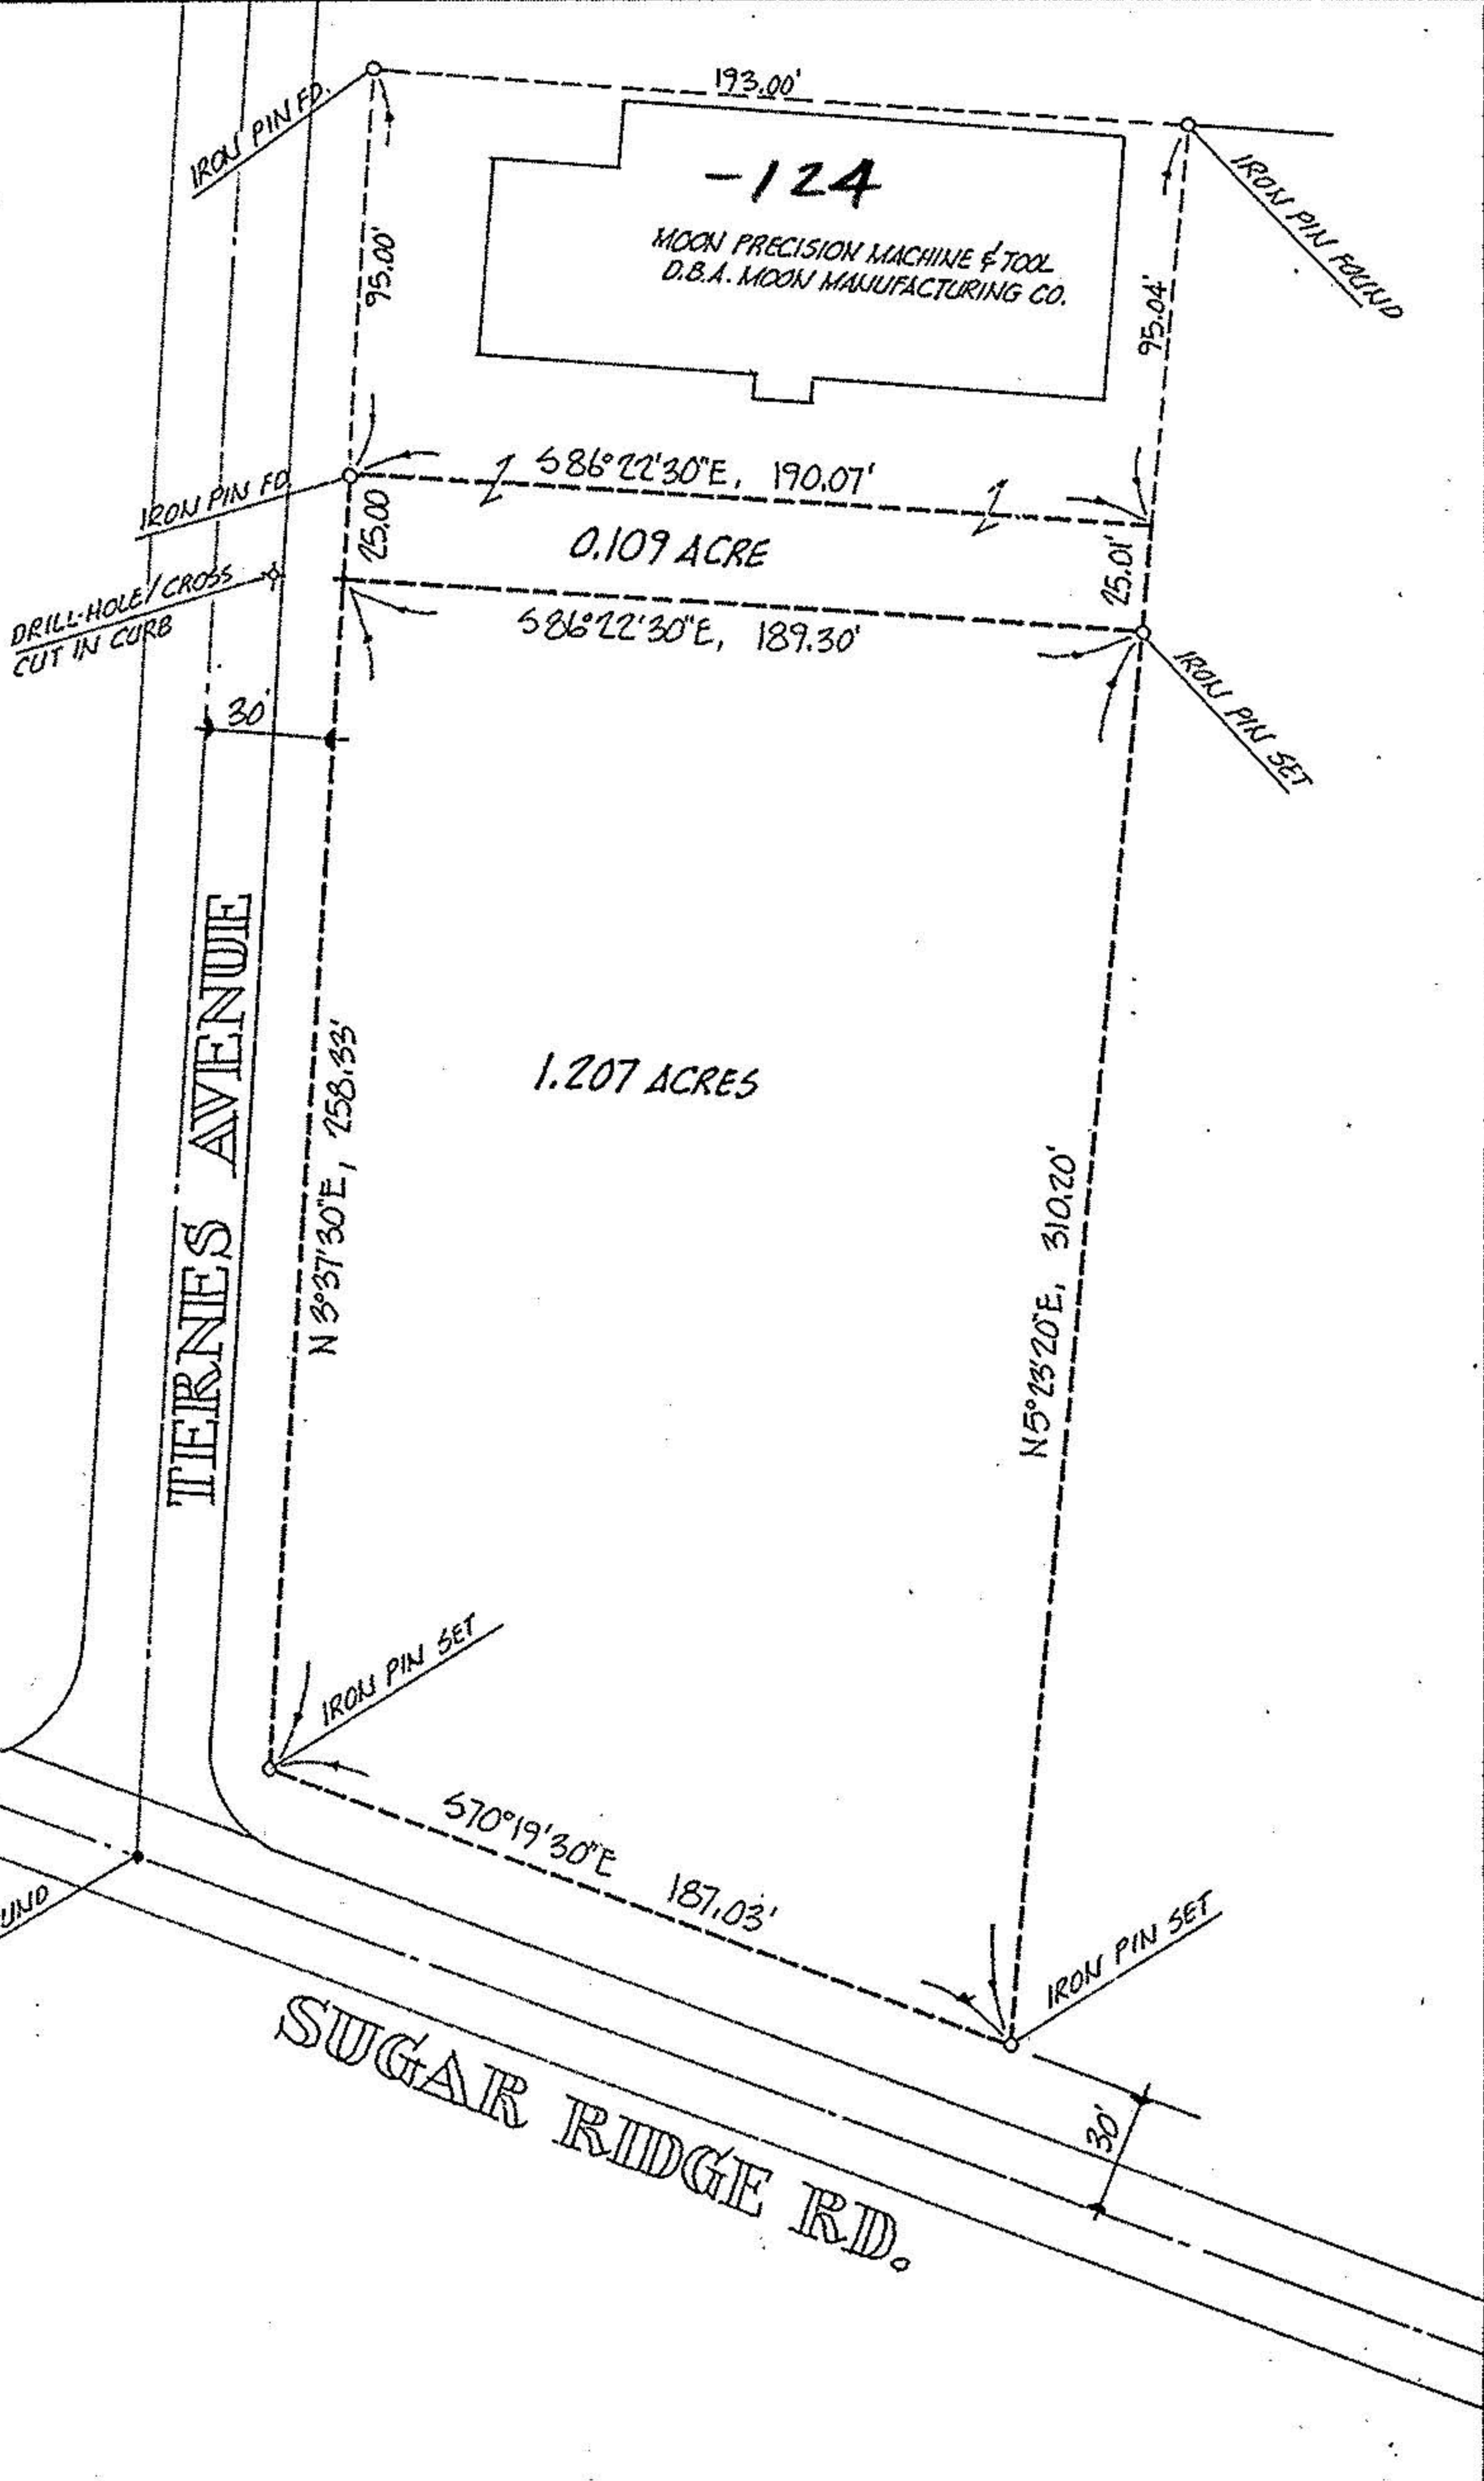 193.00'
IRON PIN FD.
-124
MOON PRECISION MACHINE & TOOL
D.B.A. MOON MANUFACTURING CO.
IRON PIN FOUND
95.00'
95.04'
S86°22'30"E, 190.07'
IRON PIN FD
25.00
0.109 ACRE
25.01'
DRILL-HOLE/CROSS
CUT IN CURB
S86°22'30"E, 189.30'
IRON PIN SET
30'
TERNES AVENUE
N3°37'30"E, 258.33'
1.207 ACRES
N5°23'20"E, 310.20'
IRON PIN SET
S70°19'30"E 187.03'
UND
IRON PIN SET
SUGAR RIDGE RD.
30'